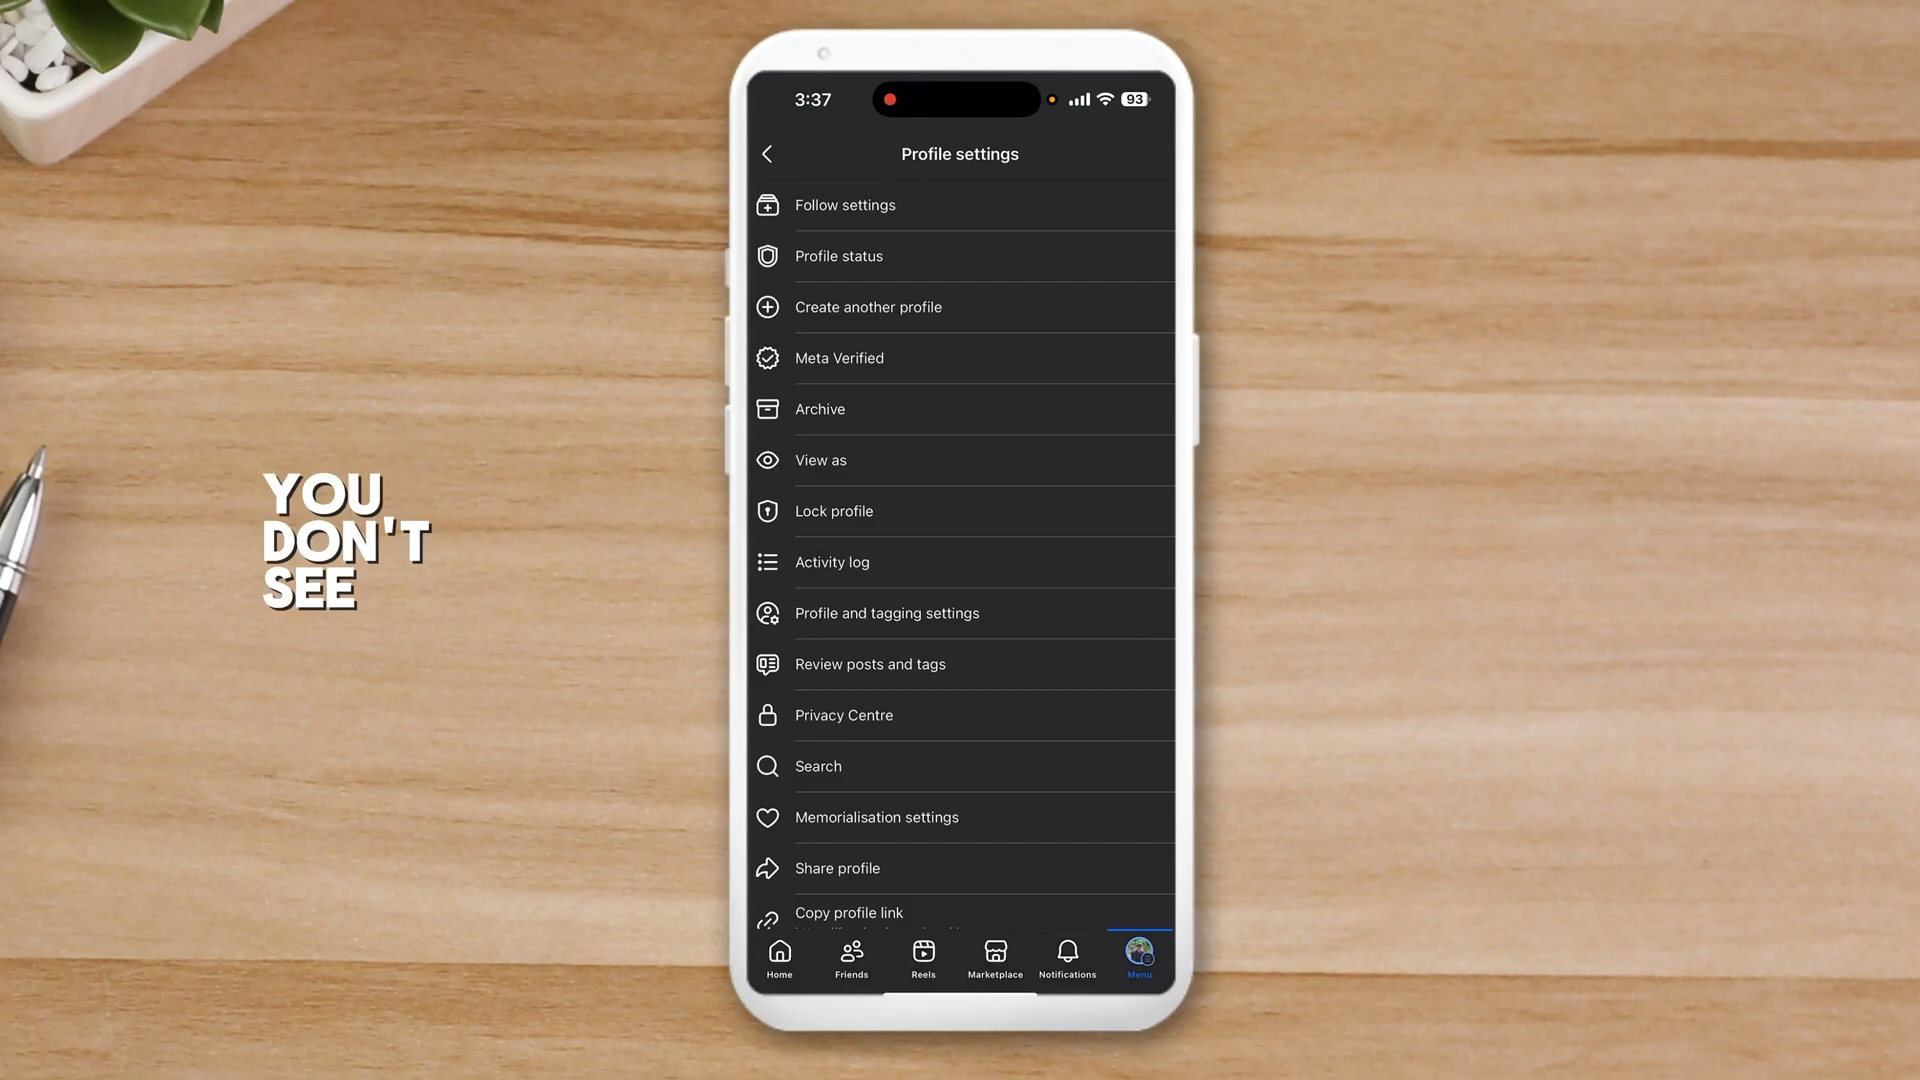 3:37
93
Profile settings
Follow settings
Profile status
Create another profile
Meta Verified
Archive
View as
Lock profile
Activity log
Profile and tagging settings
Review posts and tags
Privacy Centre
Search
Memorialisation settings
Share profile
Copy profile link
Home
Friends
Reels
Marketplace
Notifications
Menu
YOU
DON'T
SEE